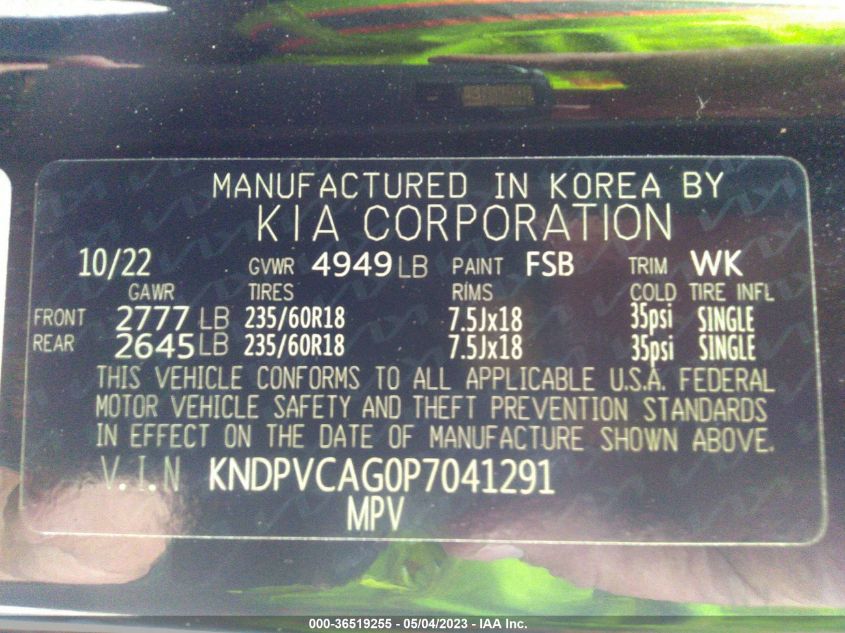 MANUFACTURED IN KOREA BY
KIA CORPORATION
10/22 GVWR 4949 LB PAINT FSB TRIM WK
GAWR TIRES RIMS COLD TIRE INFL
FRONT 2777 LB 235/60R18 7.5Jx18 35psi SINGLE
REAR 2645 LB 235/60R18 7.5Jx18 35psi SINGLE
THIS VEHICLE CONFORMS TO ALL APPLICABLE U.S.A. FEDERAL
MOTOR VEHICLE SAFETY AND THEFT PREVENTION STANDARDS
IN EFFECT ON THE DATE OF MANUFACTURE SHOWN ABOVE.
V.I.N KNDPVCAG0P7041291
MPV
000-36519255 - 05/04/2023 - IAA Inc.